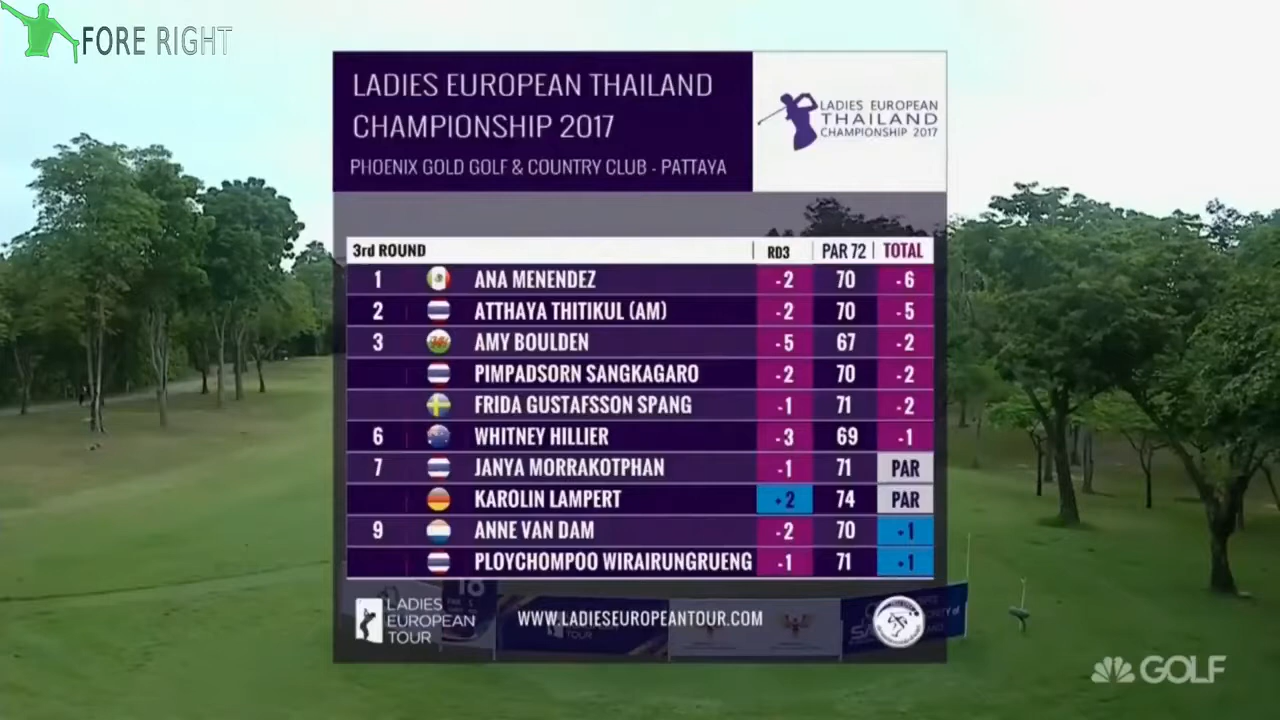 FORE RIGHT
LADIES EUROPEAN THAILAND
CHAMPIONSHIP 2017
PHOENIX GOLD GOLF & COUNTRY CLUB - PATTAYA
LADIES EUROPEAN
THAILAND
CHAMPIONSHIP 2017
3rd ROUND RD3 PAR 72 TOTAL
1 ANA MENENDEZ -2 70 -6
2 ATTHAYA THITIKUL (AM) -2 70 -5
3 AMY BOULDEN -5 67 -2
PIMPADSORN SANGKAGARO -2 70 -2
FRIDA GUSTAFSSON SPANG -1 71 -2
6 WHITNEY HILLIER -3 69 -1
7 JANYA MORRAKOTPHAN -1 71 PAR
KAROLIN LAMPERT +2 74 PAR
9 ANNE VAN DAM -2 70 +1
PLOYCHOMPOO WIRAIRUNGRUENG -1 71 +1
LADIES
EUROPEAN
TOUR
WWW.LADIESEUROPEANTOUR.COM
GOLF